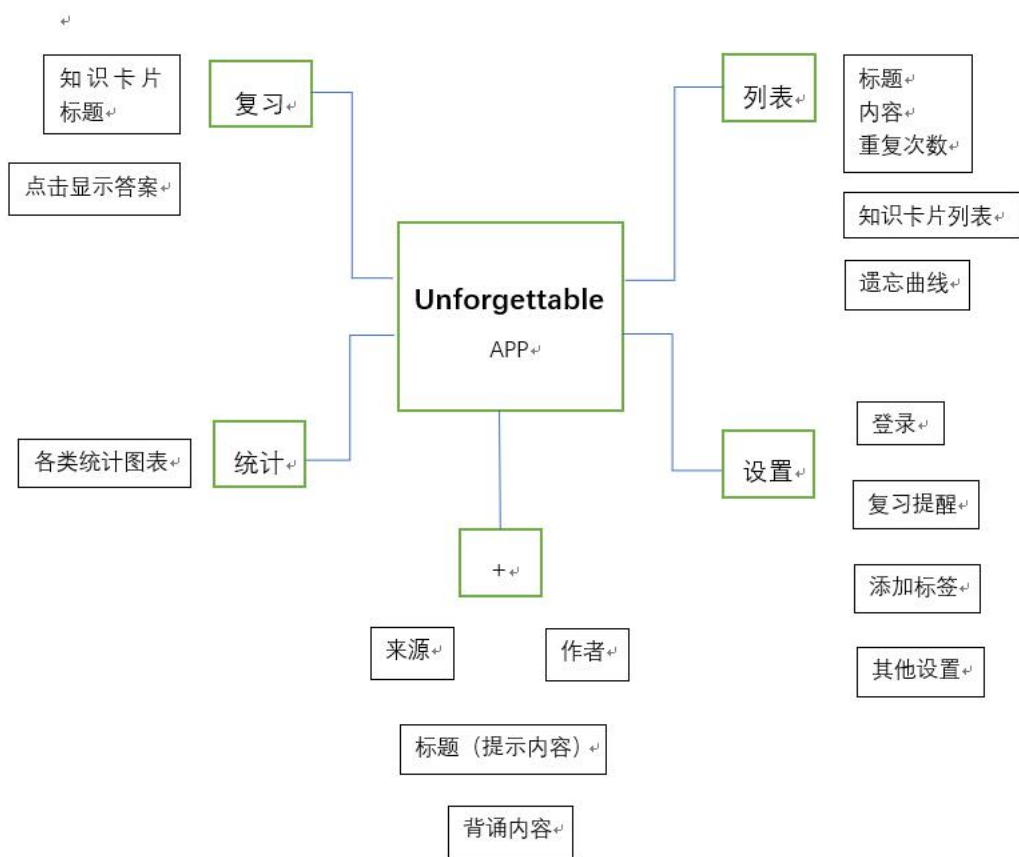 知识卡片
标题
点击显示答案
复习
列表
标题
内容
重复次数
知识卡片列表
遗忘曲线
Unforgettable
APP
各类统计图表
统计
设置
登录
复习提醒
添加标签
其他设置
+
来源
作者
标题（提示内容）
背诵内容